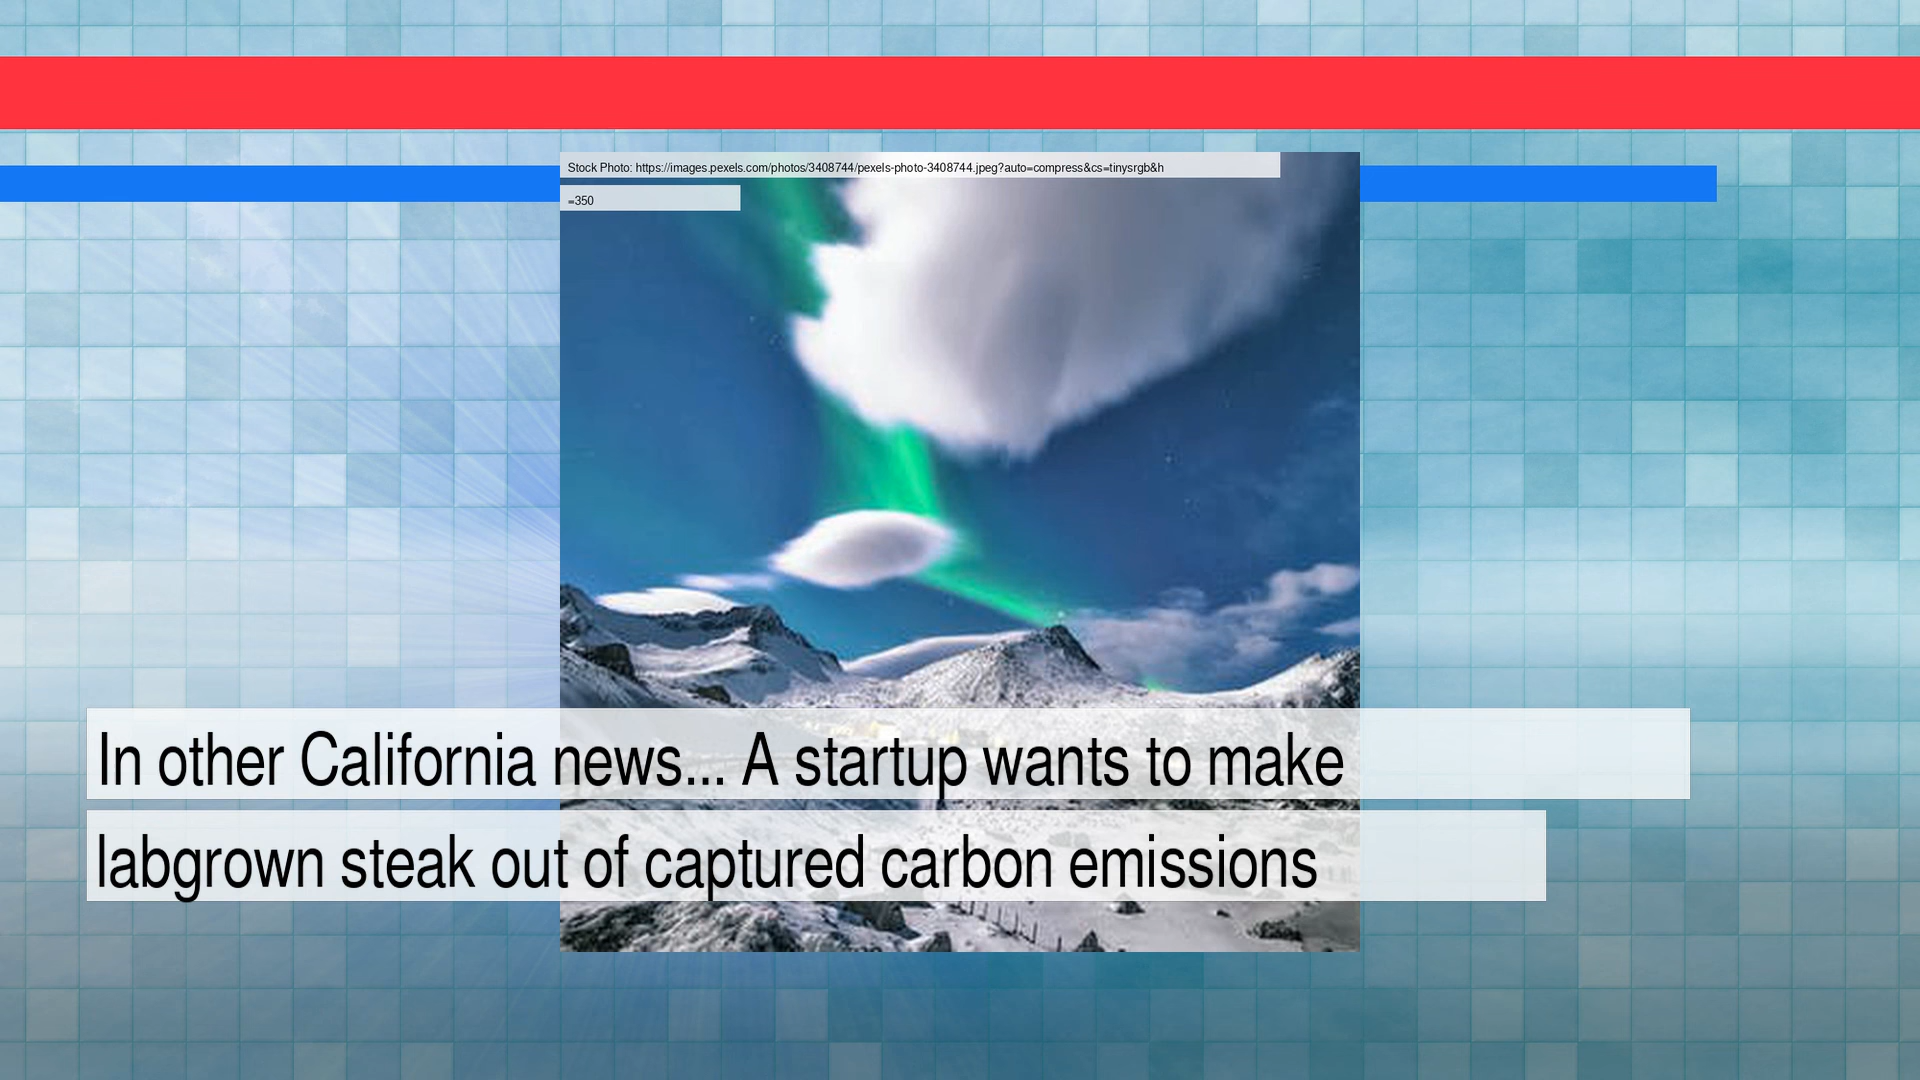 Stock Photo: https://images.pexels.com/photos/3408744/pexels-photo-3408744.jpeg?auto=compress&cs=tinysrgb&h
=350
In other California news... A startup wants to make
labgrown steak out of captured carbon emissions